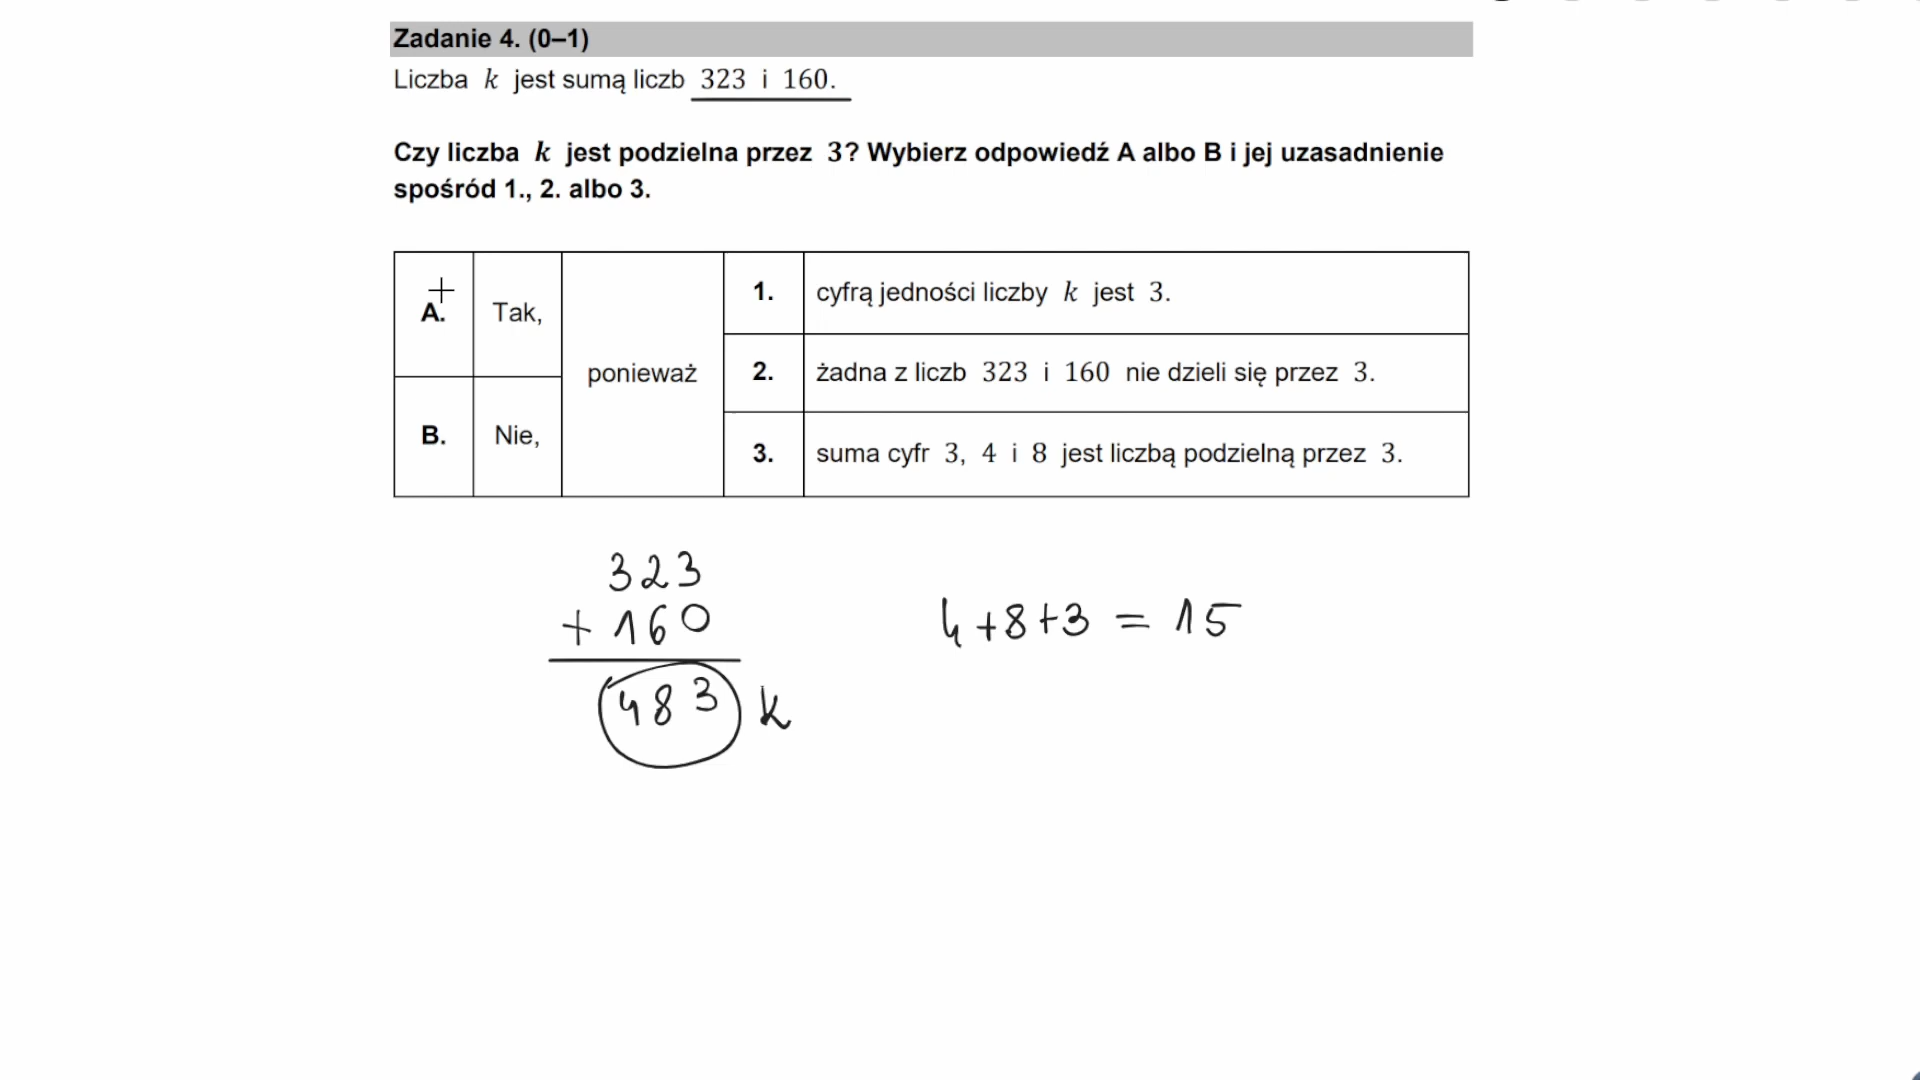 Zadanie 4. (0–1)
Liczba k jest sumą liczb 323 i 160.
Czy liczba k jest podzielna przez 3? Wybierz odpowiedź A albo B i jej uzasadnienie
spośród 1., 2. albo 3.
A. Tak,
B. Nie,
ponieważ
1. cyfrą jedności liczby k jest 3.
2. żadna z liczb 323 i 160 nie dzieli się przez 3.
3. suma cyfr 3, 4 i 8 jest liczbą podzielną przez 3.
323
+ 160
483 k
4+8+3 = 15